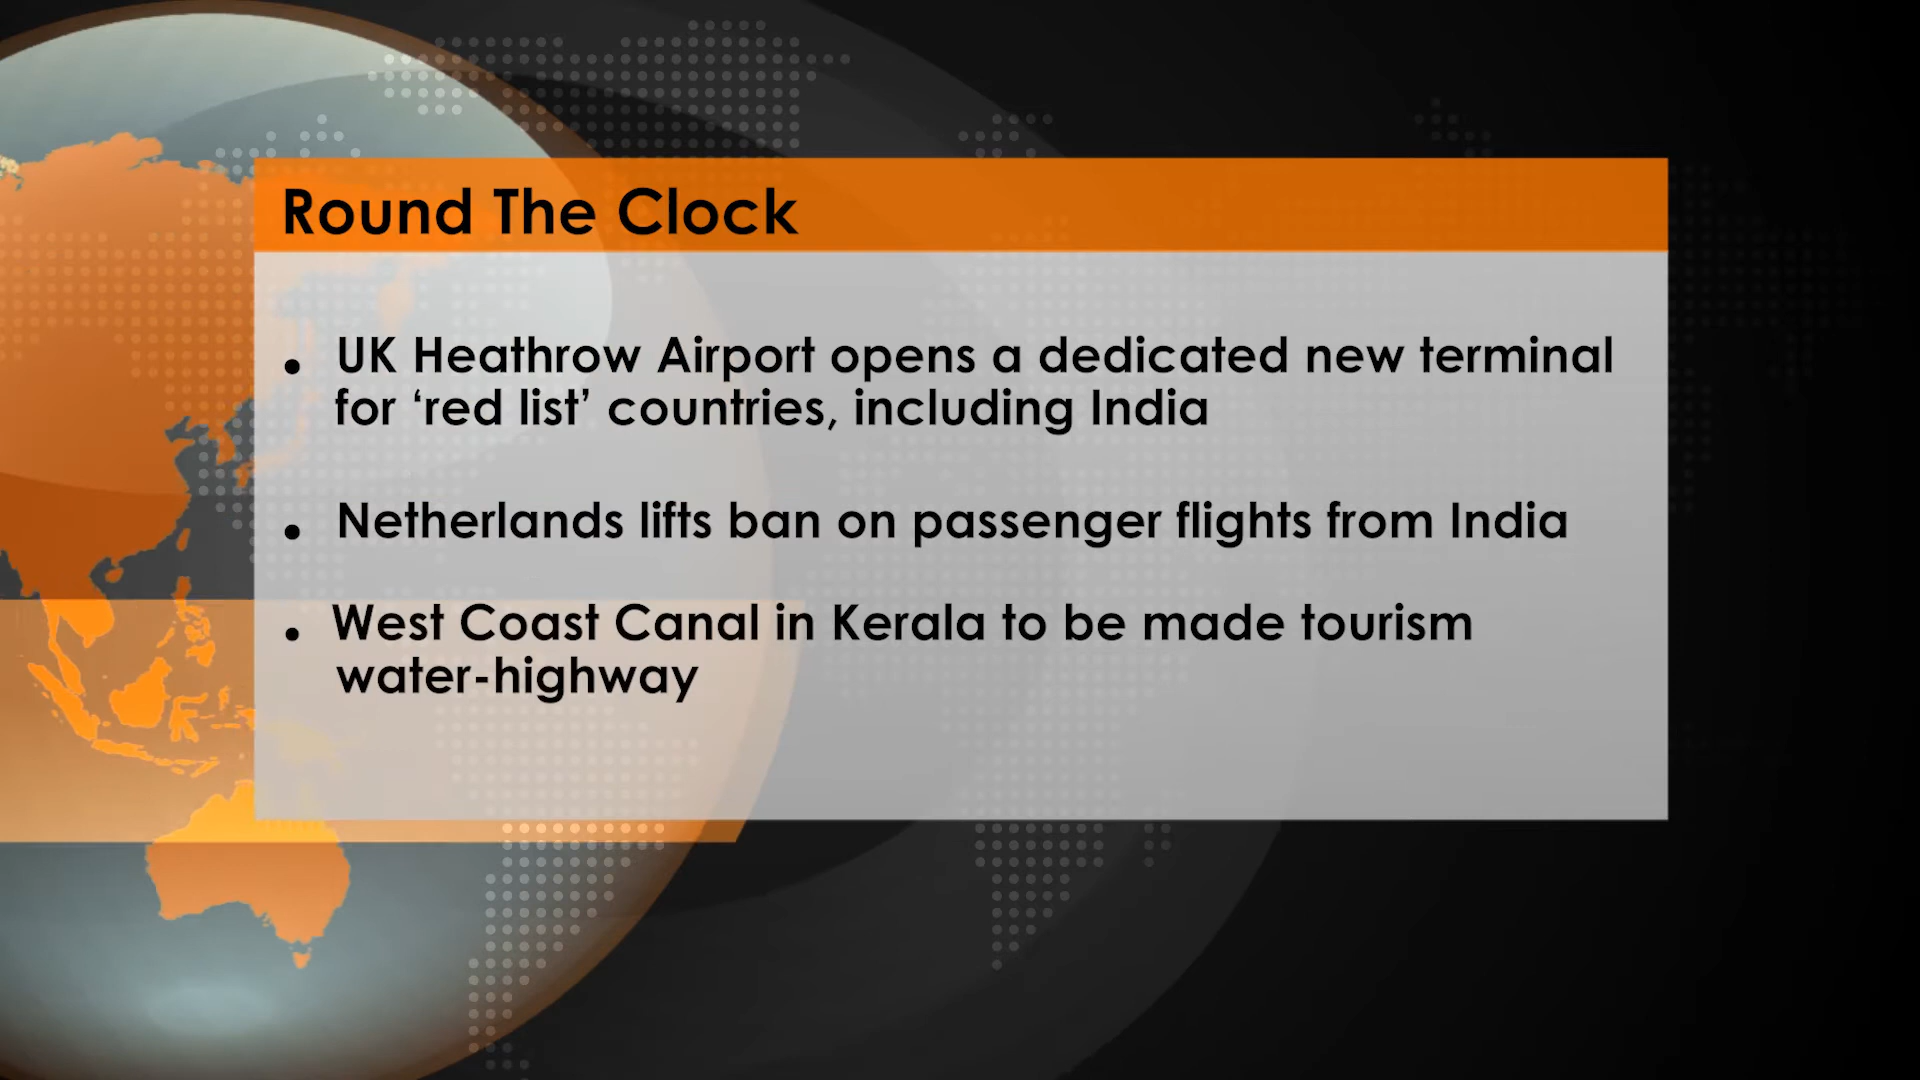 Round The Clock
• UK Heathrow Airport opens a dedicated new terminal
for ‘red list’ countries, including India
• Netherlands lifts ban on passenger flights from India
• West Coast Canal in Kerala to be made tourism
water-highway